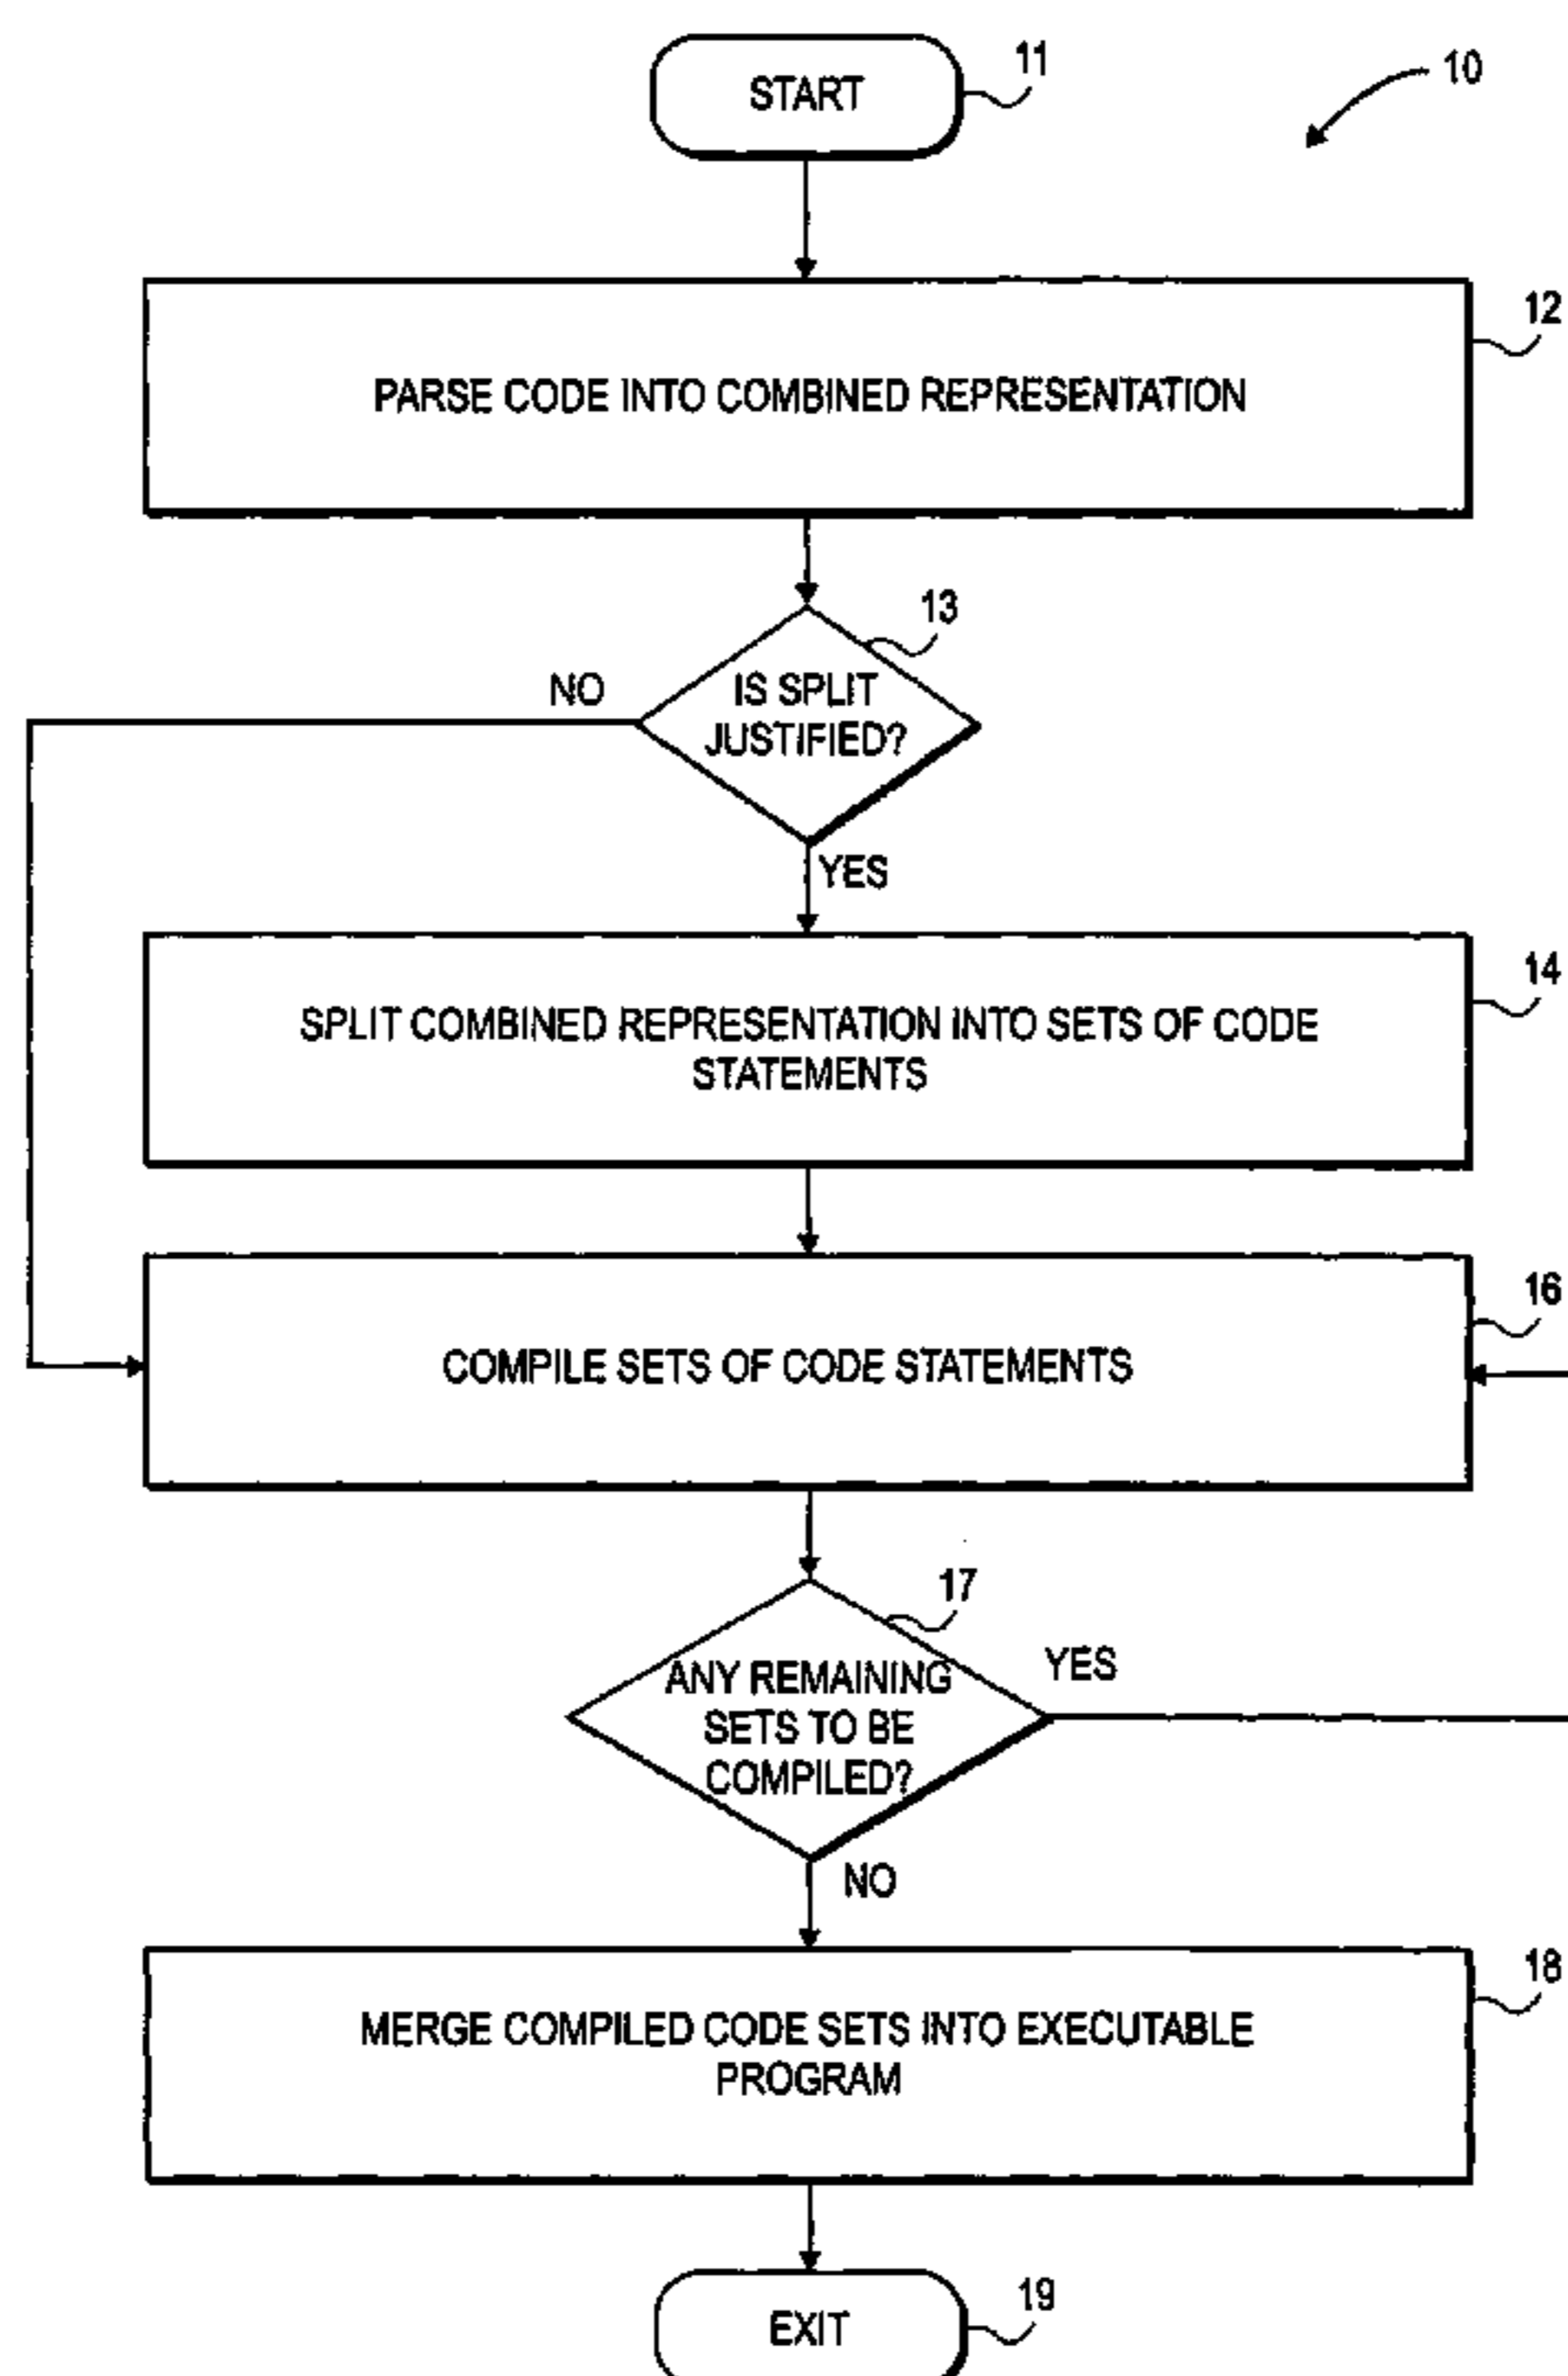 START
11
10
PARSE CODE INTO COMBINED REPRESENTATION
12
13
NO
IS SPLIT
JUSTIFIED?
YES
14
SPLIT COMBINED REPRESENTATION INTO SETS OF CODE
STATEMENTS
16
COMPILE SETS OF CODE STATEMENTS
17
YES
ANY REMAINING
SETS TO BE
COMPILED?
NO
18
MERGE COMPILED CODE SETS INTO EXECUTABLE
PROGRAM
19
EXIT